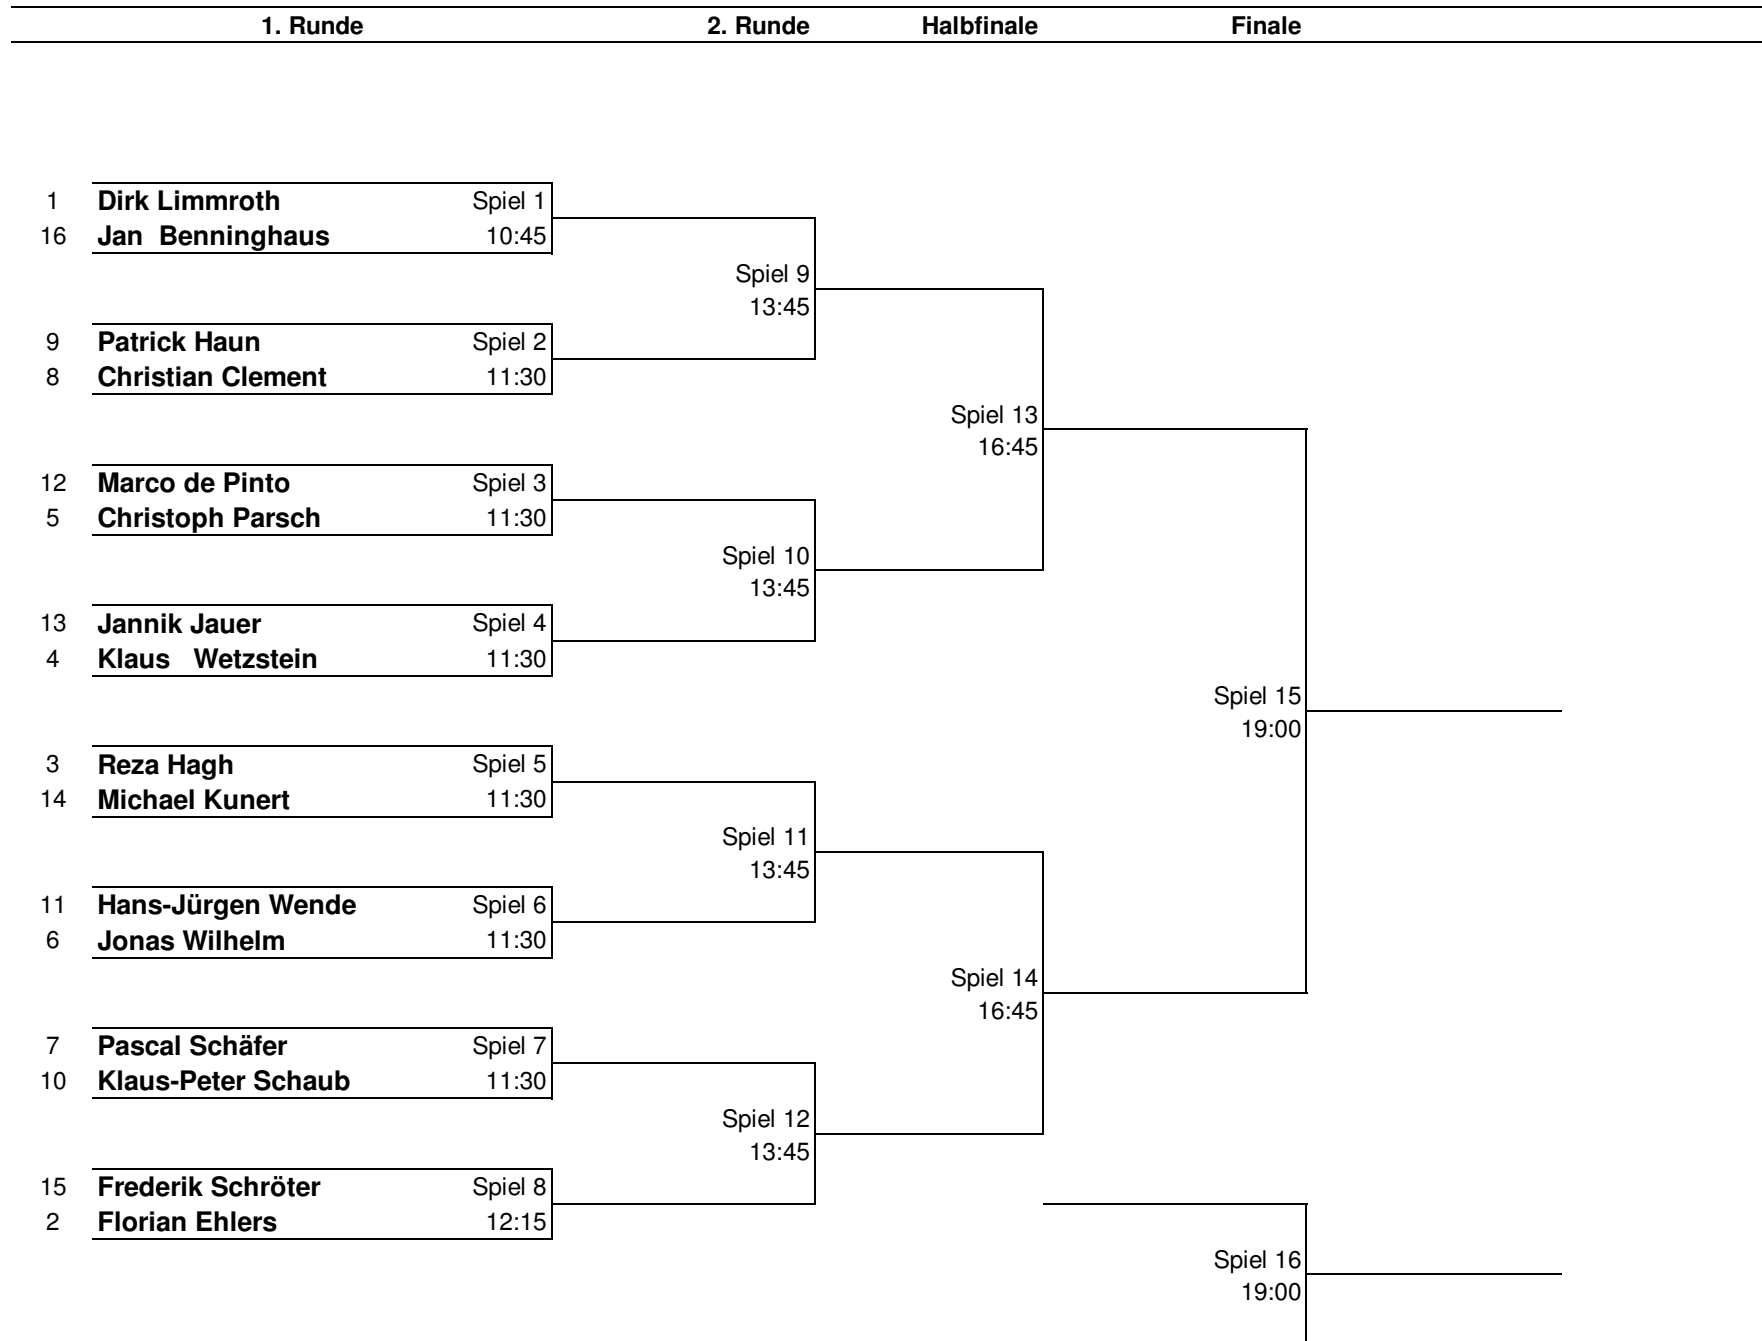 1. Runde 2. Runde Halbfinale Finale
1 Dirk Limmroth Spiel 1
16 Jan Benninghaus 10:45
Spiel 9
13:45
9 Patrick Haun Spiel 2
8 Christian Clement 11:30
Spiel 13
16:45
12 Marco de Pinto Spiel 3
5 Christoph Parsch 11:30
Spiel 10
13:45
13 Jannik Jauer Spiel 4
4 Klaus Wetzstein 11:30
Spiel 15
19:00
3 Reza Hagh Spiel 5
14 Michael Kunert 11:30
Spiel 11
13:45
11 Hans-Jürgen Wende Spiel 6
6 Jonas Wilhelm 11:30
Spiel 14
16:45
7 Pascal Schäfer Spiel 7
10 Klaus-Peter Schaub 11:30
Spiel 12
13:45
15 Frederik Schröter Spiel 8
2 Florian Ehlers 12:15
Spiel 16
19:00